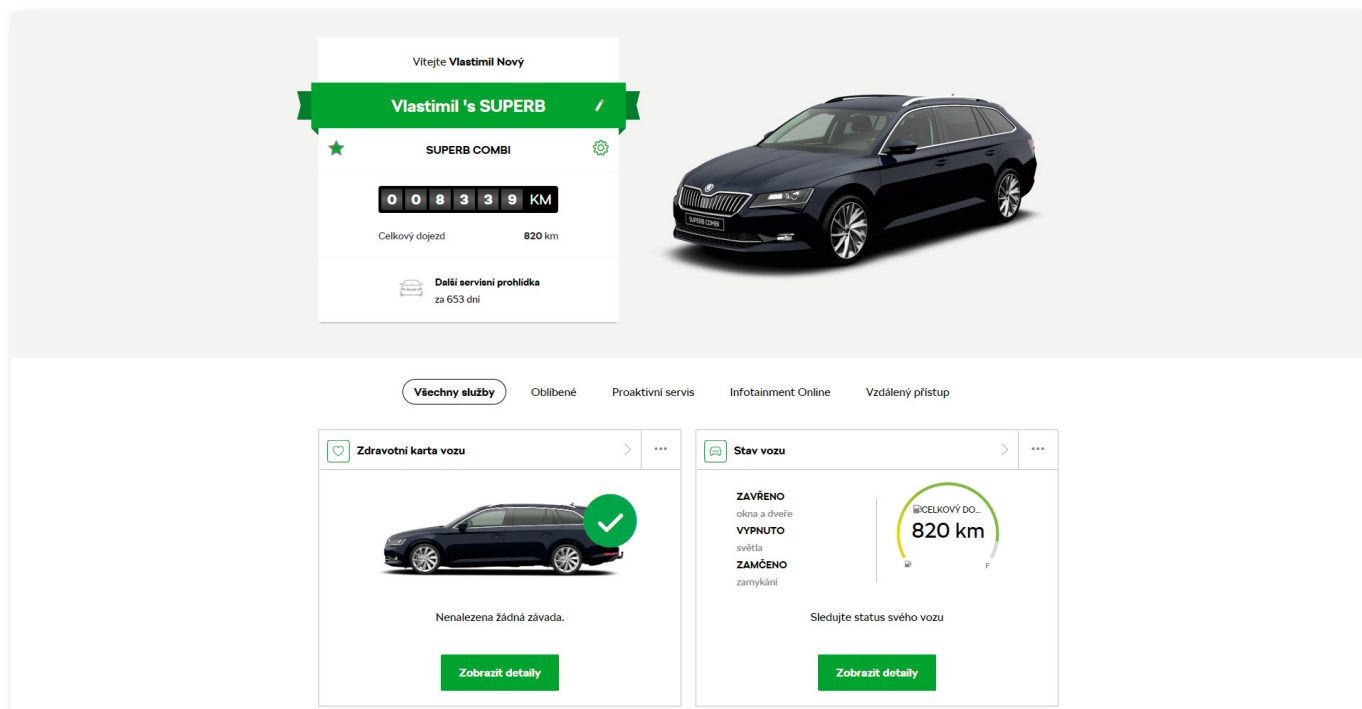 Vítejte Vlastimil Nový
Vlastimil 's SUPERB
SUPERB COMBI
0 0 8 3 3 9 KM
Celkový dojezd 820 km
Další servisní prohlídka
za 653 dní
SUPERB COMBI
Všechny služby Oblíbené Proaktivní servis Infotainment Online Vzdálený přístup
Zdravotní karta vozu
Nenalezena žádná závada.
Zobrazit detaily
Stav vozu
ZAVŘENO
okna a dveře
VYPNUTO
světla
ZAMČENO
zamykání
CELKOVÝ DO...
820 km
F
Sledujte status svého vozu
Zobrazit detaily